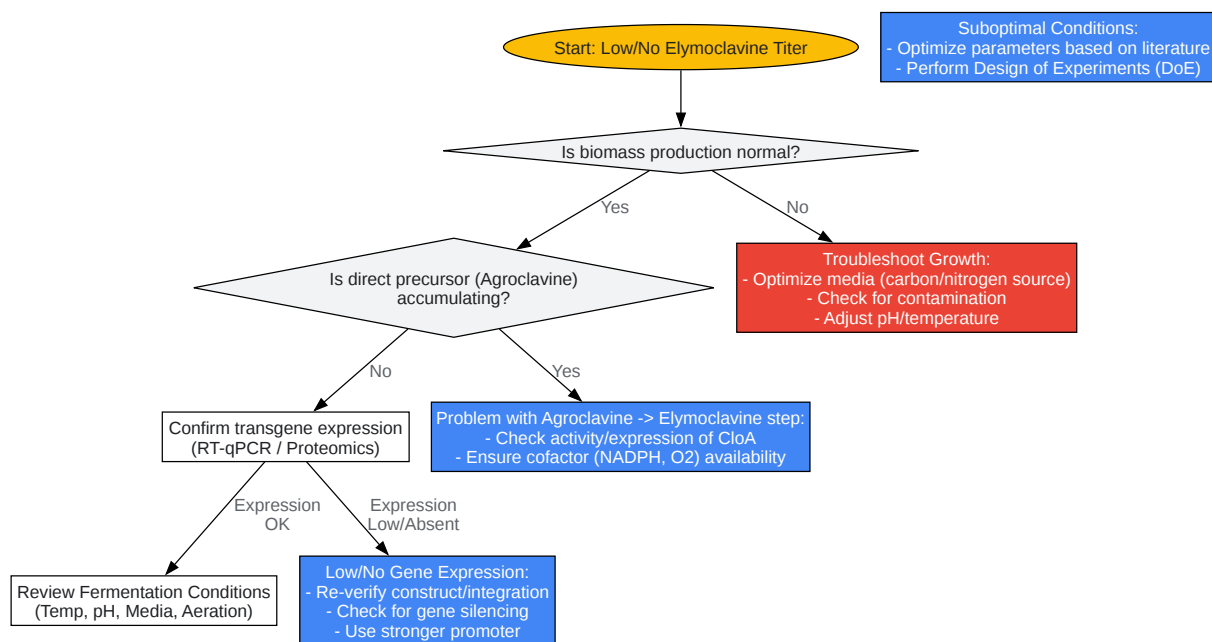 Start: Low/No Elymoclavine Titer
Suboptimal Conditions:
- Optimize parameters based on literature
- Perform Design of Experiments (DoE)
Is biomass production normal?
Yes
No
Is direct precursor (Agroclavine)
accumulating?
Troubleshoot Growth:
- Optimize media (carbon/nitrogen source)
- Check for contamination
- Adjust pH/temperature
No
Yes
Confirm transgene expression
(RT-qPCR / Proteomics)
Problem with Agroclavine -> Elymoclavine step:
- Check activity/expression of CloA
- Ensure cofactor (NADPH, O2) availability
Expression
OK
Expression
Low/Absent
Review Fermentation Conditions
(Temp, pH, Media, Aeration)
Low/No Gene Expression:
- Re-verify construct/integration
- Check for gene silencing
- Use stronger promoter